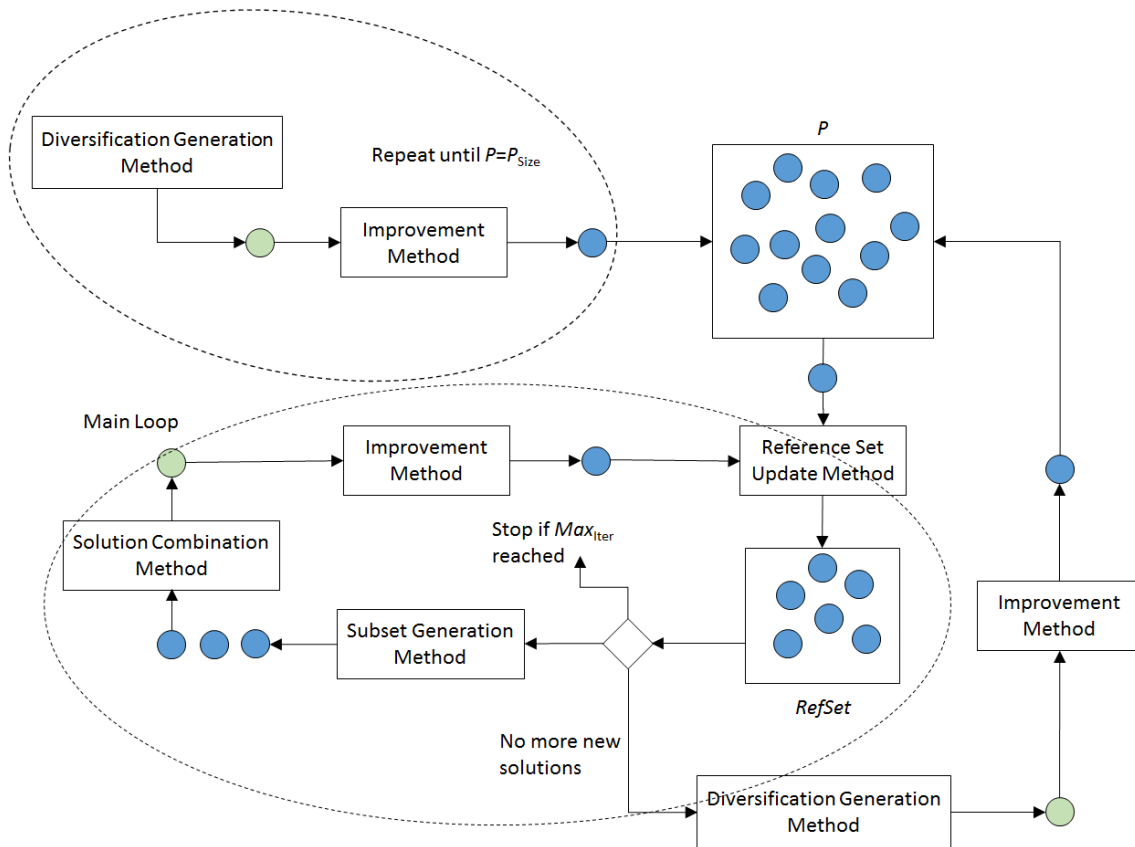 Diversification Generation
Method
Repeat until P=PSize
Improvement
Method
P
Main Loop
Improvement
Method
Reference Set
Update Method
Solution Combination
Method
Stop if MaxIter
reached
Subset Generation
Method
RefSet
Improvement
Method
No more new
solutions
Diversification Generation
Method